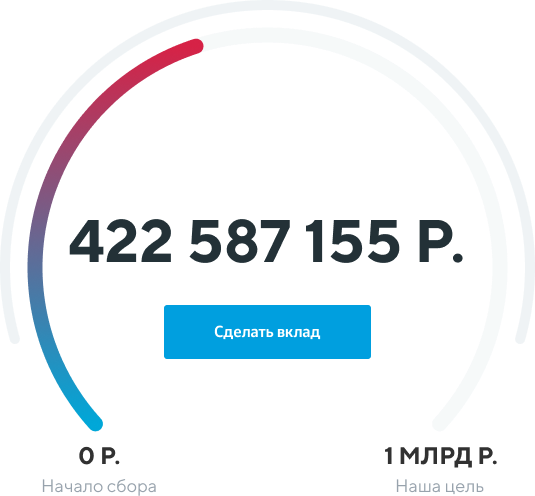 422 587 155 Р.
Сделать вклад
0 Р.
1 МЛРД Р.
Начало сбора
Наша цель